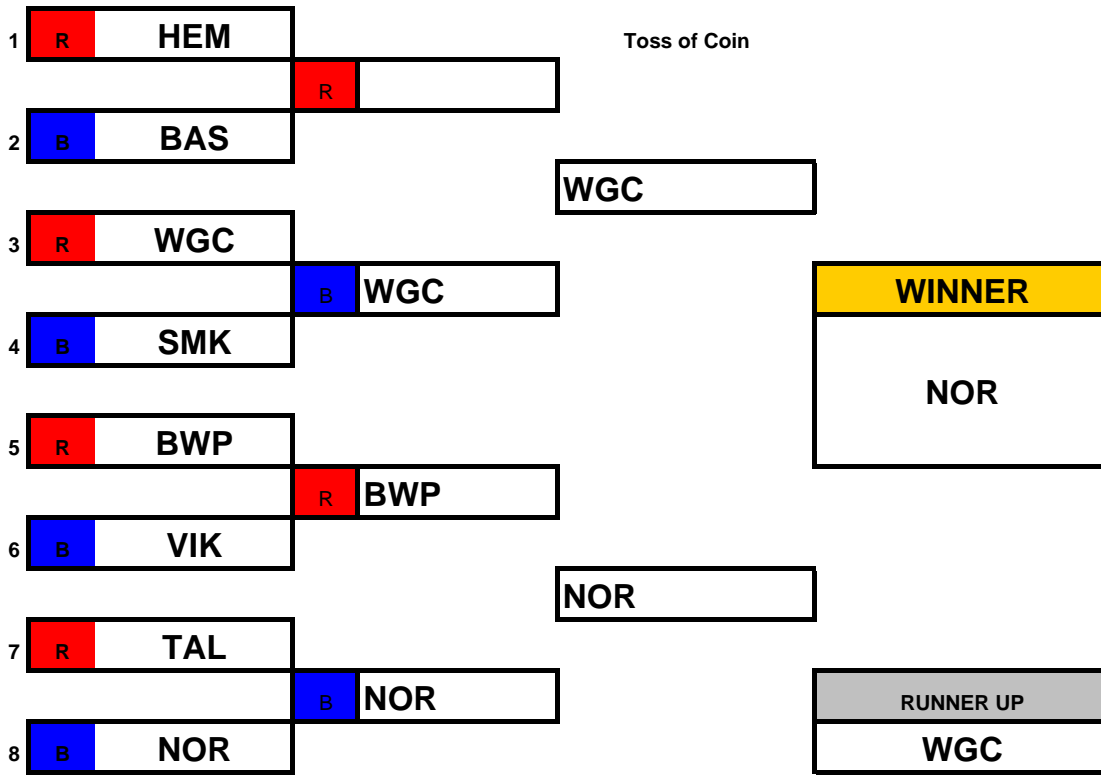 1 R HEM Toss of Coin
R
2 B BAS
WGC
3 R WGC
B WGC WINNER
4 B SMK
NOR
5 R BWP
R BWP
6 B VIK
NOR
7 R TAL
B NOR RUNNER UP
8 B NOR WGC